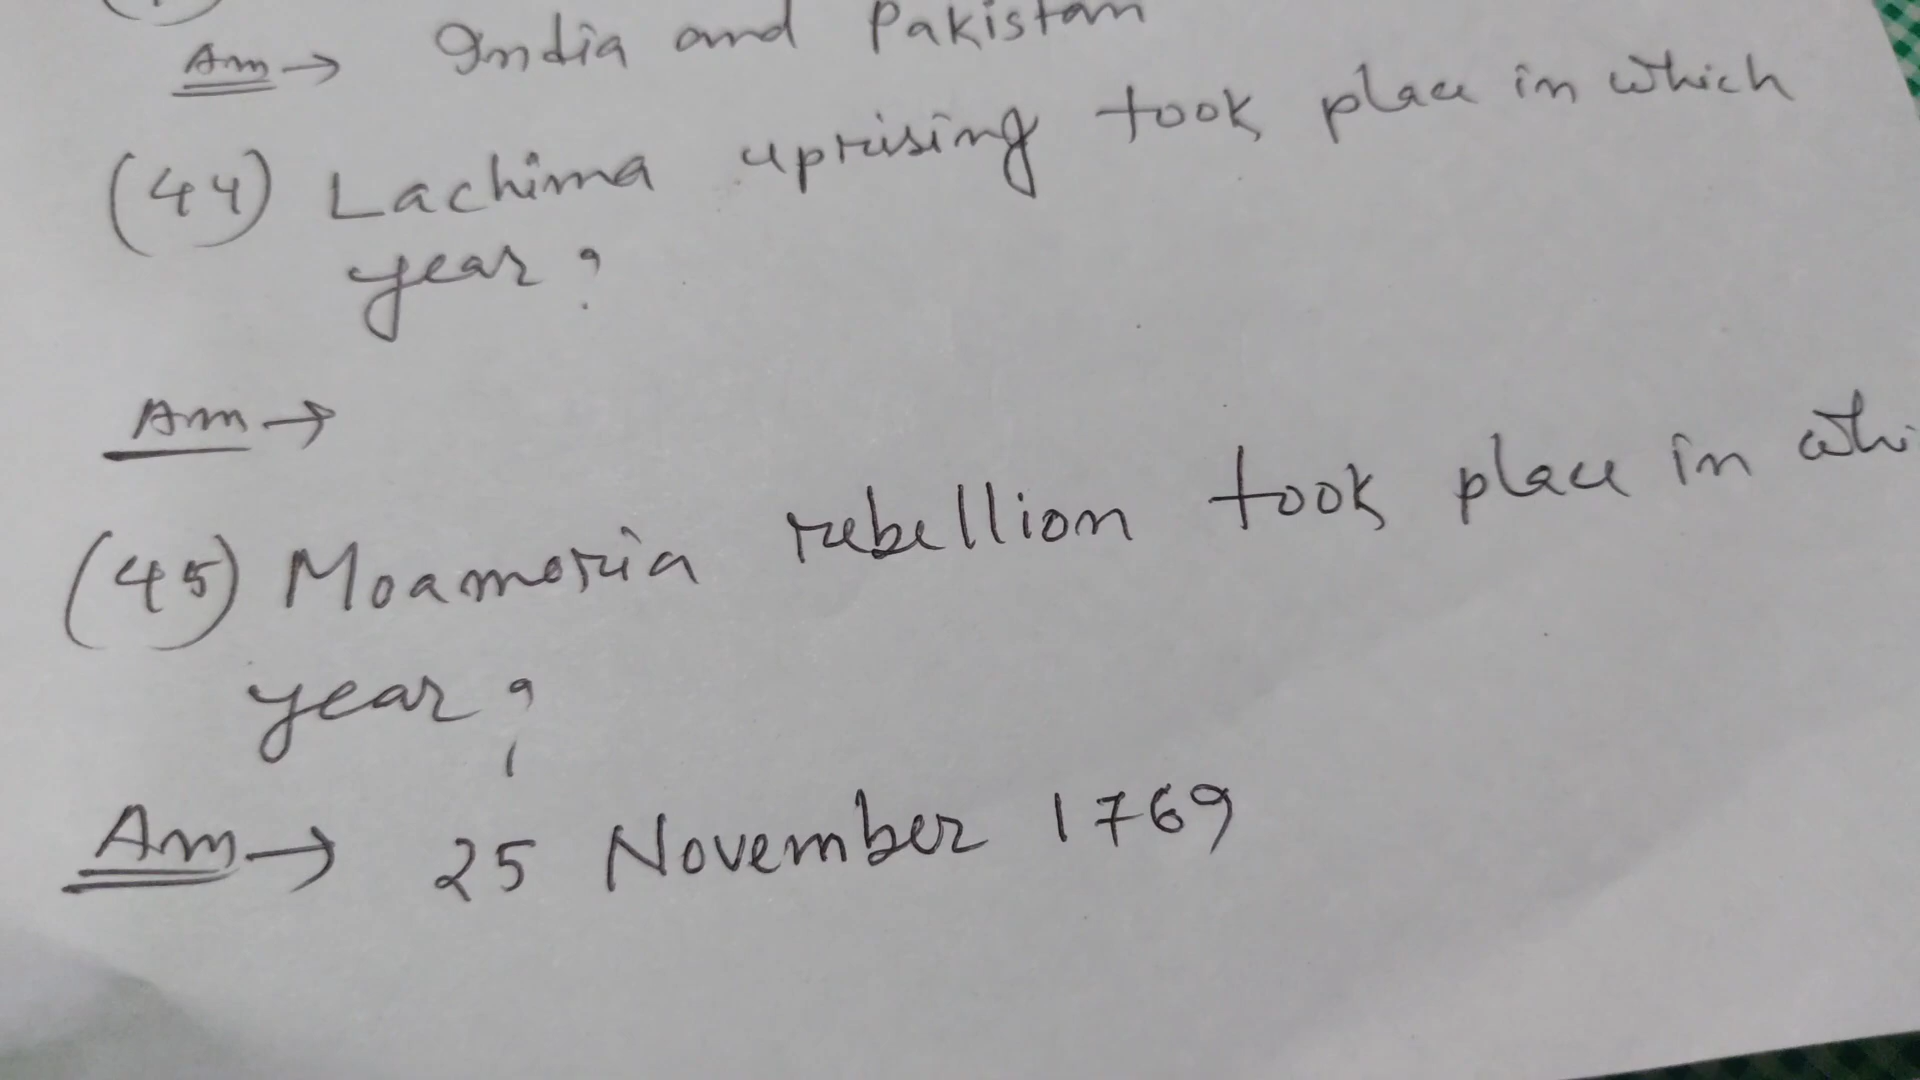 Ans → India and Pakistan
(44) Lachima uprising took place in which
year?
Ans →
(45) Moamoria rebellion took place in whi
year?
Ans → 25 November 1769